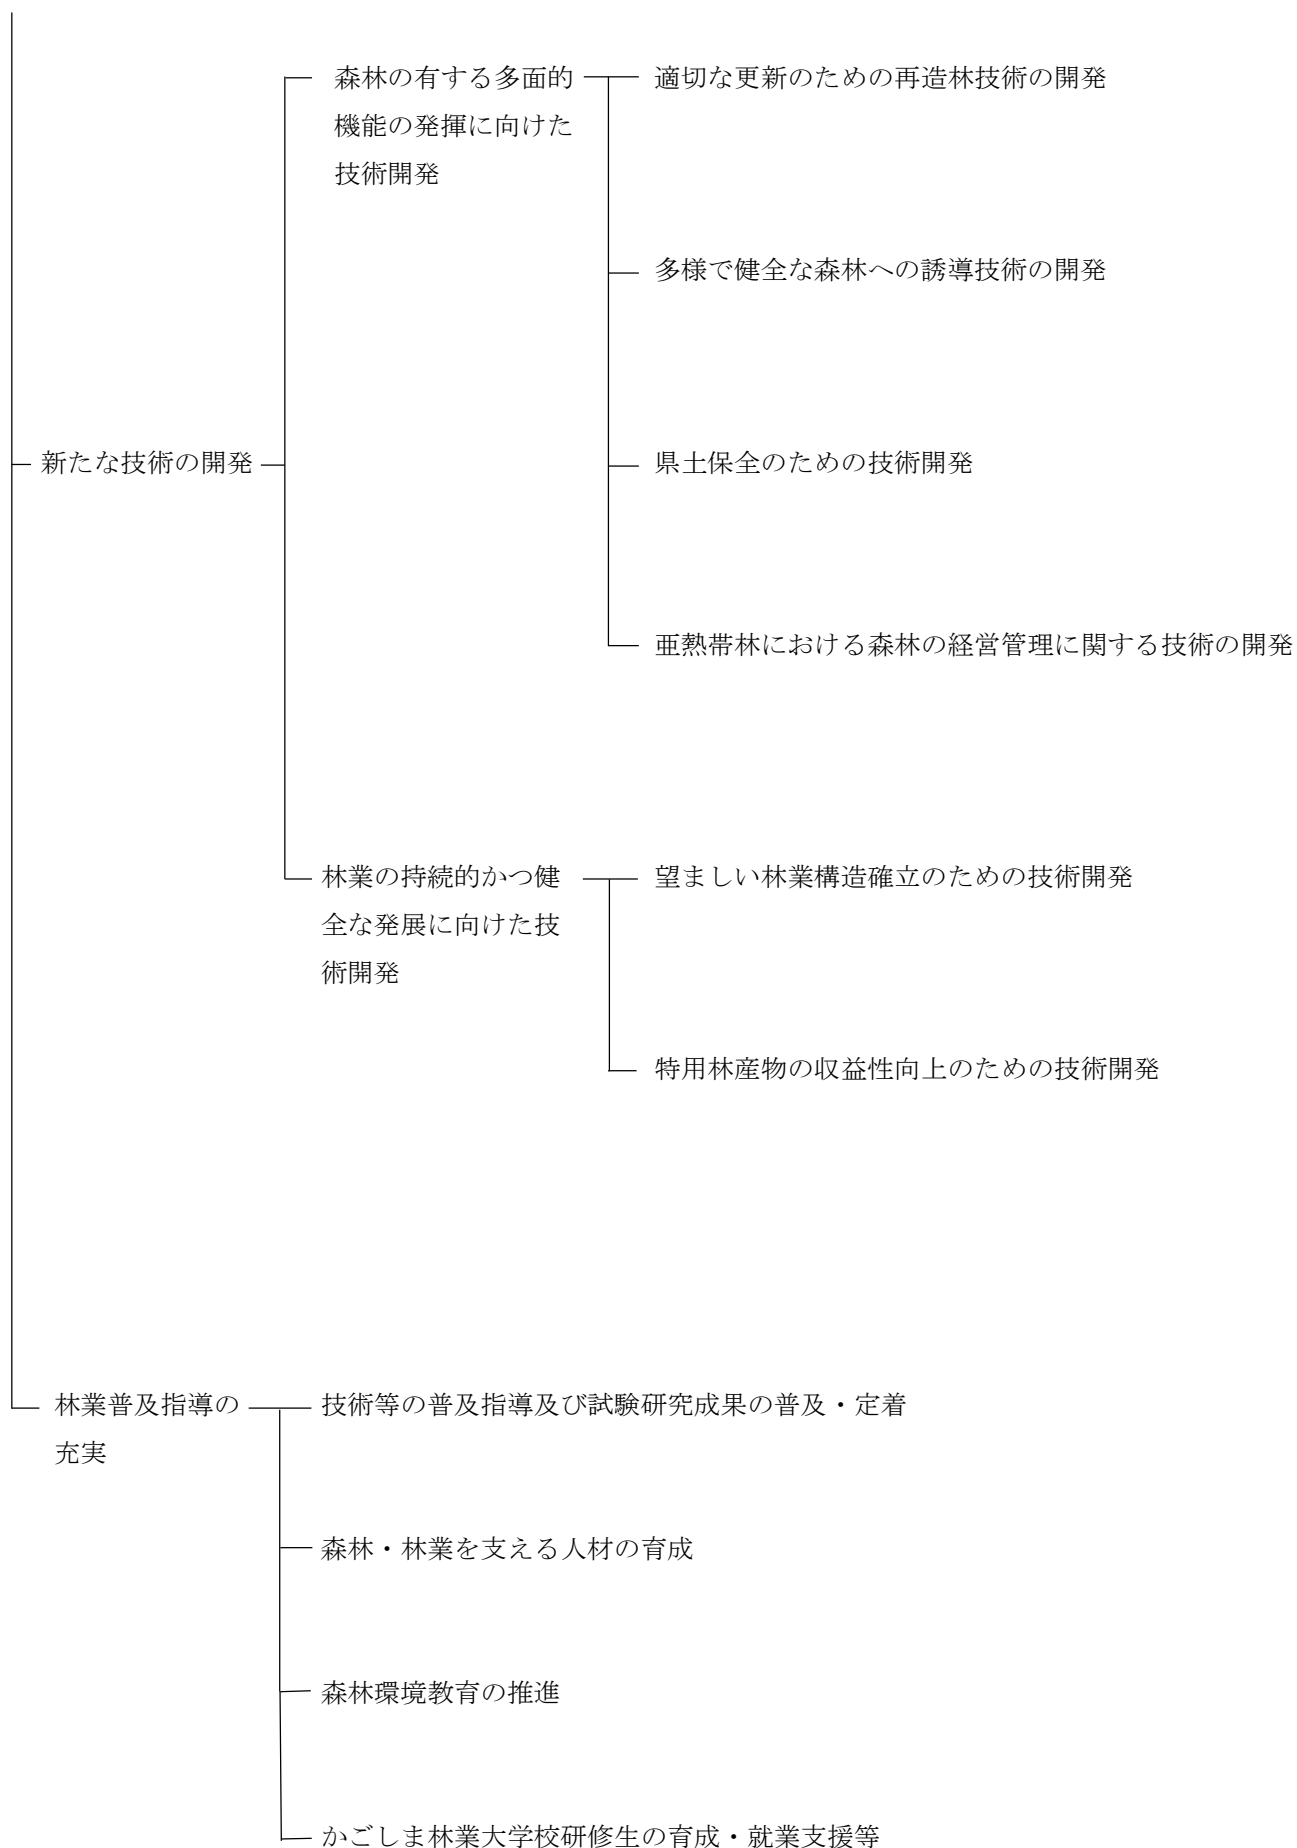 森林の有する多面的
機能の発揮に向けた
技術開発
適切な更新のための再造林技術の開発
多様で健全な森林への誘導技術の開発
新たな技術の開発
県土保全のための技術開発
亜熱帯林における森林の経営管理に関する技術の開発
林業の持続的かつ健
全な発展に向けた技
術開発
望ましい林業構造確立のための技術開発
特用林産物の収益性向上のための技術開発
林業普及指導の
充実
技術等の普及指導及び試験研究成果の普及・定着
森林・林業を支える人材の育成
森林環境教育の推進
かごしま林業大学校研修生の育成・就業支援等